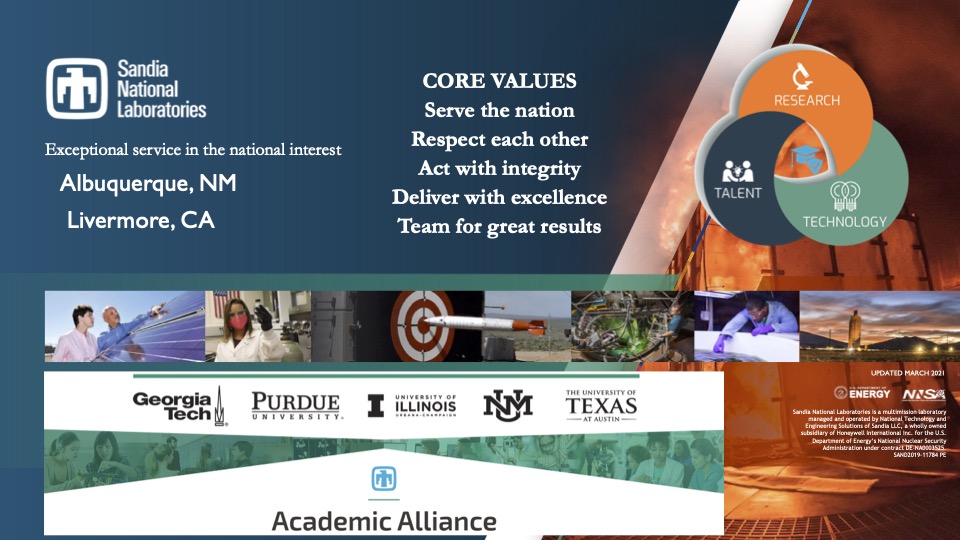 Sandia
National
Laboratories
Exceptional service in the national interest
Albuquerque, NM
Livermore, CA
CORE VALUES
Serve the nation
Respect each other
Act with integrity
Deliver with excellence
Team for great results
RESEARCH
TALENT
TECHNOLOGY
Georgia
Tech
PURDUE
UNIVERSITY®
I
UNIVERSITY OF
ILLINOIS
URBANA-CHAMPAIGN
NM
THE UNIVERSITY OF
TEXAS
AT AUSTIN
Academic Alliance
UPDATED MARCH 2021
U.S. DEPARTMENT OF
ENERGY
NNSA
Sandia National Laboratories is a multimission laboratory
managed and operated by National Technology and
Engineering Solutions of Sandia LLC, a wholly owned
subsidiary of Honeywell International Inc. for the U.S.
Department of Energy's National Nuclear Security
Administration under contract DE-NA0003525.
SAND2019-11784 PE